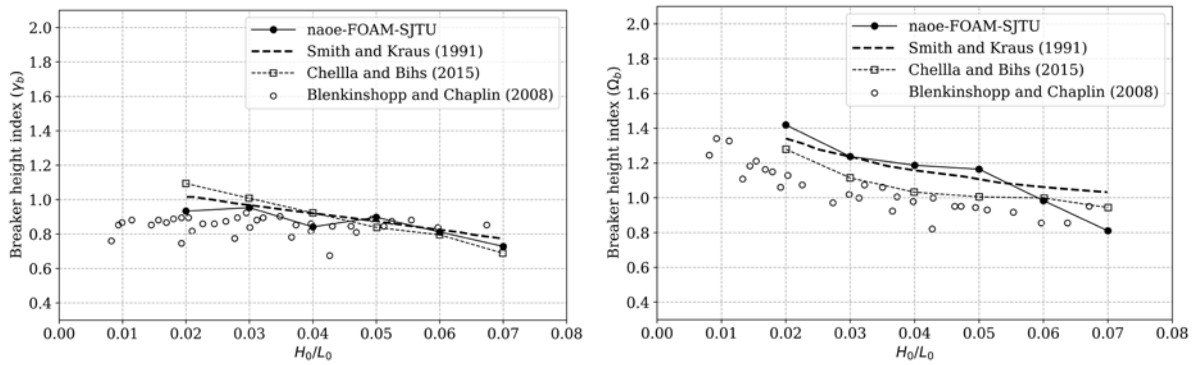 2.0
1.8
1.6
1.4
1.2
1.0
0.8
0.6
0.4
Breaker height index (γb)
naoe-FOAM-SJTU
Smith and Kraus (1991)
Chellla and Bihs (2015)
Blenkinshopp and Chaplin (2008)
0.00 0.01 0.02 0.03 0.04 0.05 0.06 0.07 0.08
H0/L0
2.0
1.8
1.6
1.4
1.2
1.0
0.8
0.6
0.4
Breaker height index (Ωb)
naoe-FOAM-SJTU
Smith and Kraus (1991)
Chellla and Bihs (2015)
Blenkinshopp and Chaplin (2008)
0.00 0.01 0.02 0.03 0.04 0.05 0.06 0.07 0.08
H0/L0